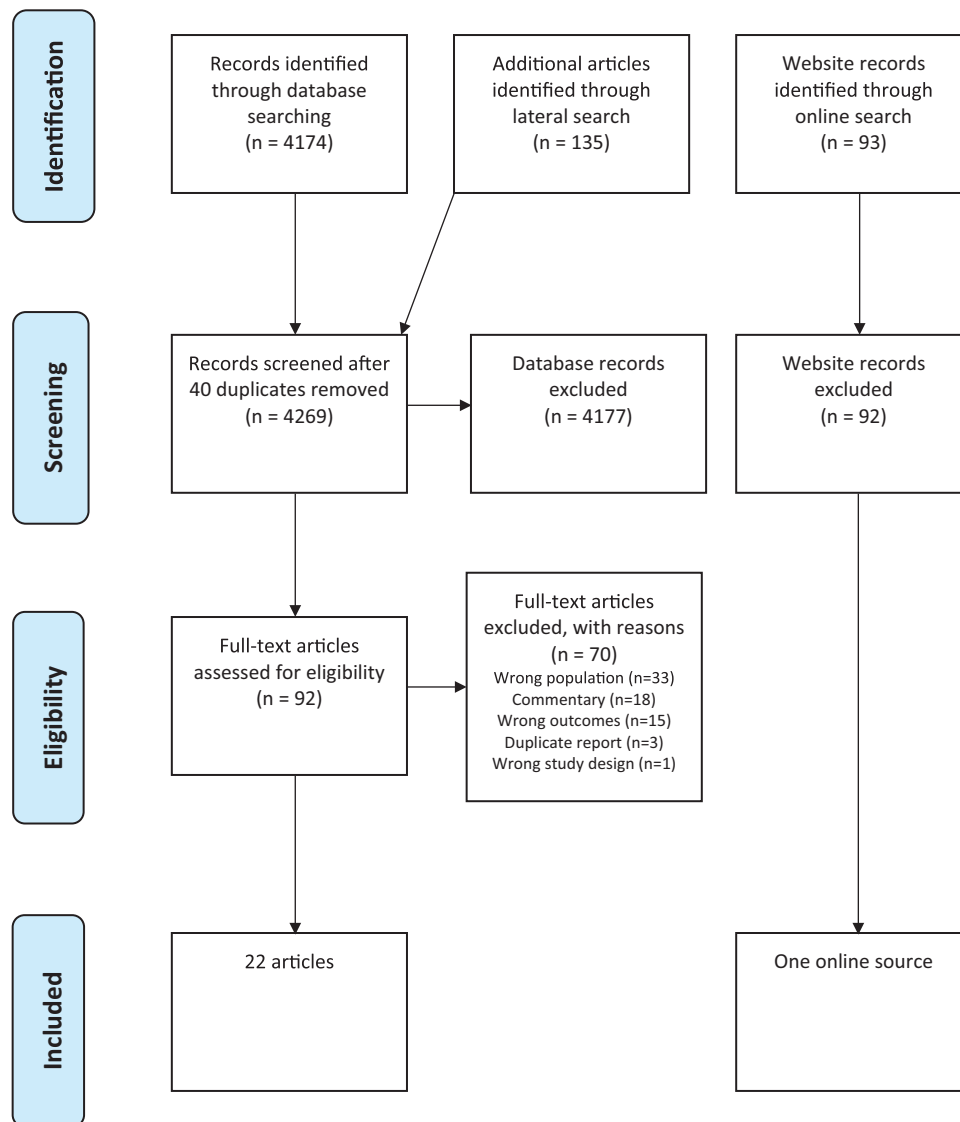 Identification
Records identified
through database
searching
(n = 4174)
Additional articles
identified through
lateral search
(n = 135)
Website records
identified through
online search
(n = 93)
Screening
Records screened after
40 duplicates removed
(n = 4269)
Database records
excluded
(n = 4177)
Website records
excluded
(n = 92)
Eligibility
Full-text articles
assessed for eligibility
(n = 92)
Full-text articles
excluded, with reasons
(n = 70)
Wrong population (n=33)
Commentary (n=18)
Wrong outcomes (n=15)
Duplicate report (n=3)
Wrong study design (n=1)
Included
22 articles
One online source